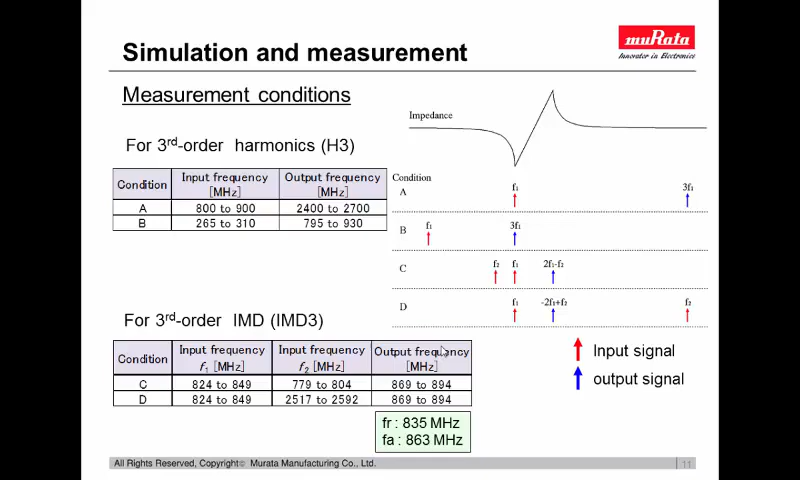 Simulation and measurement
muRata
Innovator in Electronics
Measurement conditions
Impedance
For 3rd-order harmonics (H3)
Condition Input frequency [MHz] Output frequency [MHz]
A 800 to 900 2400 to 2700
B 265 to 310 795 to 930
Condition
A f₁ 3f₁
B f₁ 3f₁
C f₂ f₁ 2f₁-f₂
D f₁ -2f₁+f₂ f₂
For 3rd-order IMD (IMD3)
Condition Input frequency f₁ [MHz] Input frequency f₂ [MHz] Output frequency [MHz]
C 824 to 849 779 to 804 869 to 894
D 824 to 849 2517 to 2592 869 to 894
Input signal
output signal
fr : 835 MHz
fa : 863 MHz
All Rights Reserved, Copyright© Murata Manufacturing Co., Ltd.
11